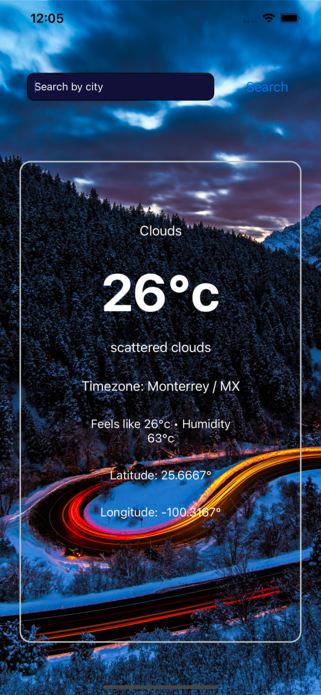 12:05
Search by city
Search
Clouds
26°c
scattered clouds
Timezone: Monterrey / MX
Feels like 26°c • Humidity
63°c
Latitude: 25.6667°
Longitude: -100.3167°